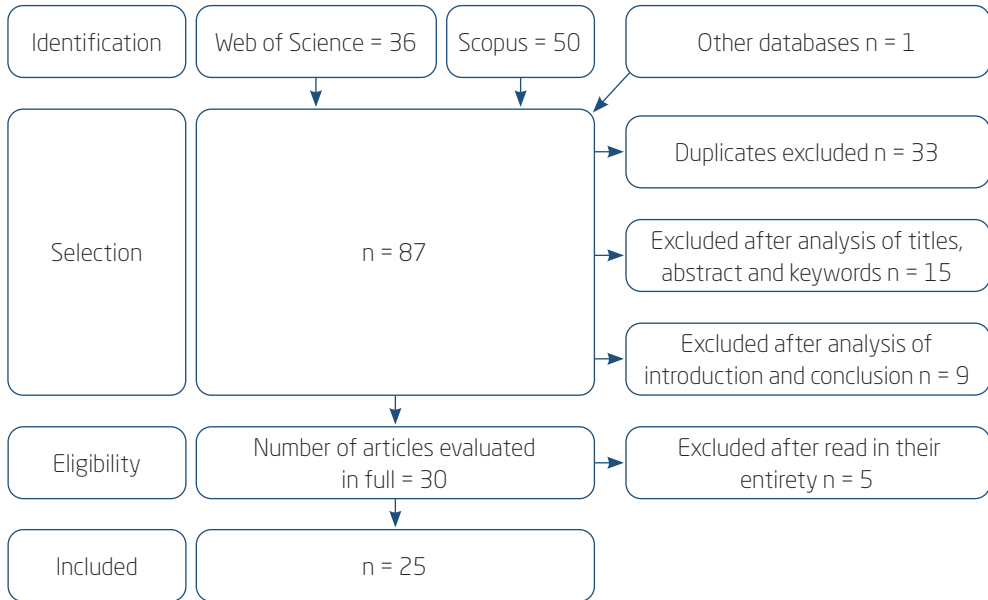 Identification
Web of Science = 36
Scopus = 50
Other databases n = 1
Selection
n = 87
Duplicates excluded n = 33
Excluded after analysis of titles,
abstract and keywords n = 15
Excluded after analysis of
introduction and conclusion n = 9
Eligibility
Number of articles evaluated
in full = 30
Excluded after read in their
entirety n = 5
Included
n = 25